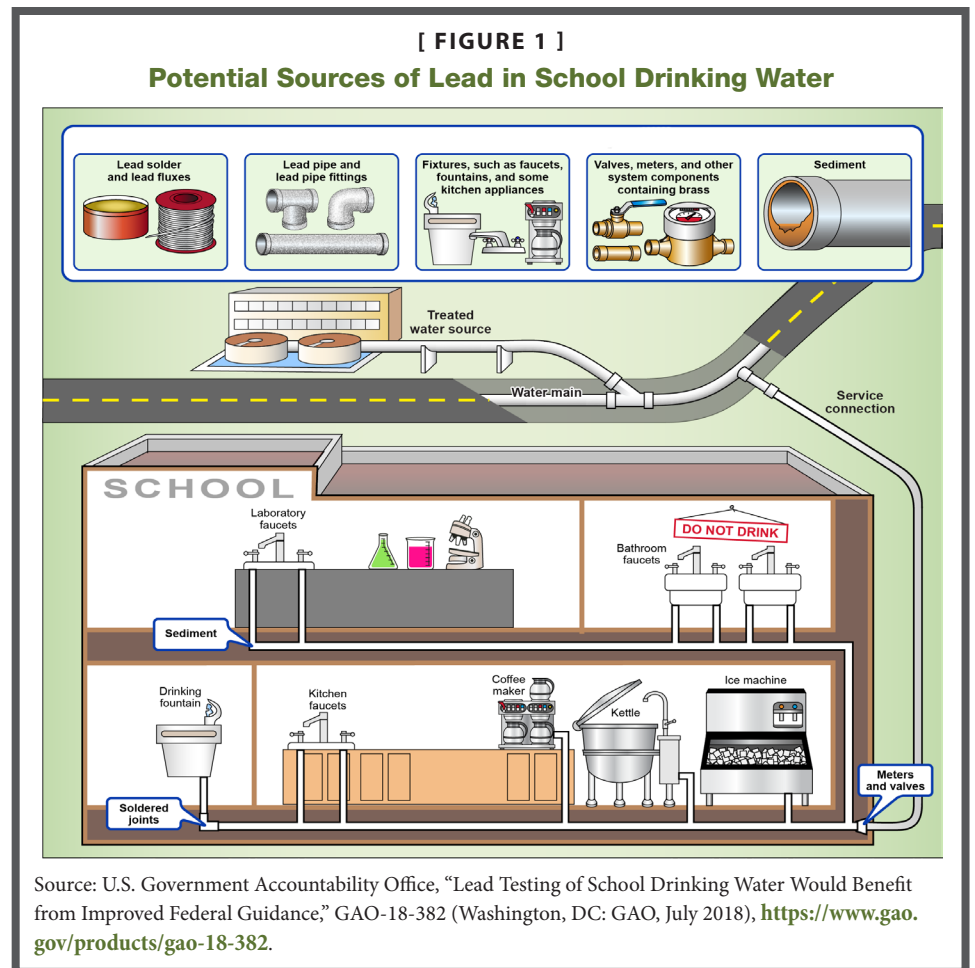 [ FIGURE 1 ]
Potential Sources of Lead in School Drinking Water
Lead solder
and lead fluxes
Lead pipe and
lead pipe fittings
Fixtures, such as faucets,
fountains, and some
kitchen appliances
Valves, meters, and other
system components
containing brass
Sediment
Treated
water source
Water main
Service
connection
SCHOOL
Laboratory
faucets
DO NOT DRINK
Bathroom
faucets
Sediment
Drinking
fountain
Kitchen
faucets
Coffee
maker
Kettle
Ice machine
Meters
and valves
Soldered
joints
Source: U.S. Government Accountability Office, “Lead Testing of School Drinking Water Would Benefit
from Improved Federal Guidance,” GAO-18-382 (Washington, DC: GAO, July 2018), https://www.gao.
gov/products/gao-18-382.